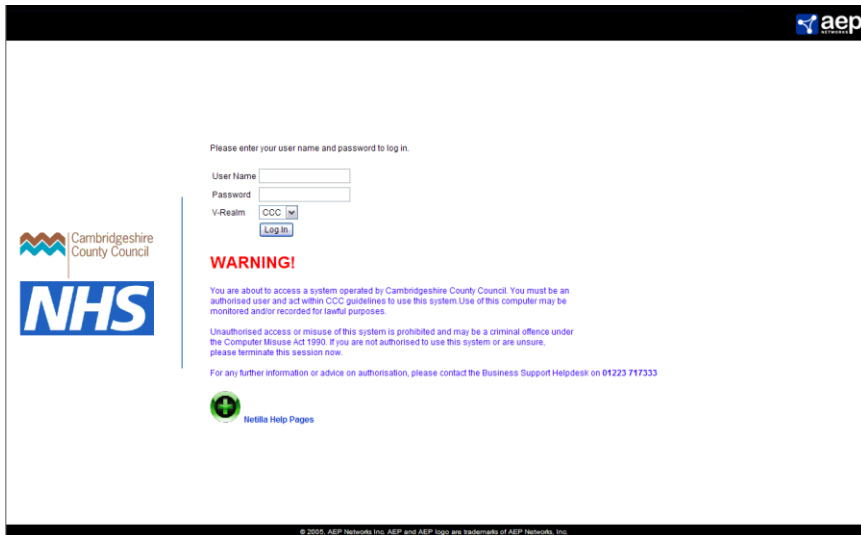 aep
NETWORKS
Please enter your user name and password to log in.
User Name
Password
V-Realm CCC
Log In
Cambridgeshire
County Council
NHS
WARNING!
You are about to access a system operated by Cambridgeshire County Council. You must be an
authorised user and act within CCC guidelines to use this system.Use of this computer may be
monitored and/or recorded for lawful purposes.
Unauthorised access or misuse of this system is prohibited and may be a criminal offence under
the Computer Misuse Act 1990. If you are not authorised to use this system or are unsure,
please terminate this session now.
For any further information or advice on authorisation, please contact the Business Support Helpdesk on 01223 717333
Netilla Help Pages
© 2005, AEP Networks Inc. AEP and AEP logo are trademarks of AEP Networks, Inc.